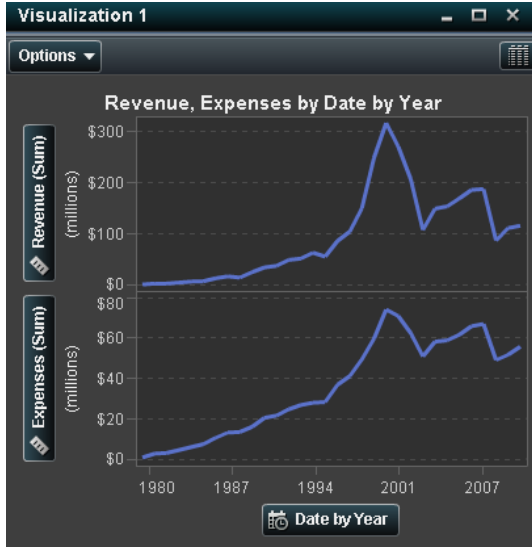 Visualization 1
Options
Revenue, Expenses by Date by Year
Revenue (Sum)
(millions)
$300
$200
$100
$0
Expenses (Sum)
(millions)
$80
$60
$40
$20
$0
1980 1987 1994 2001 2007
Date by Year